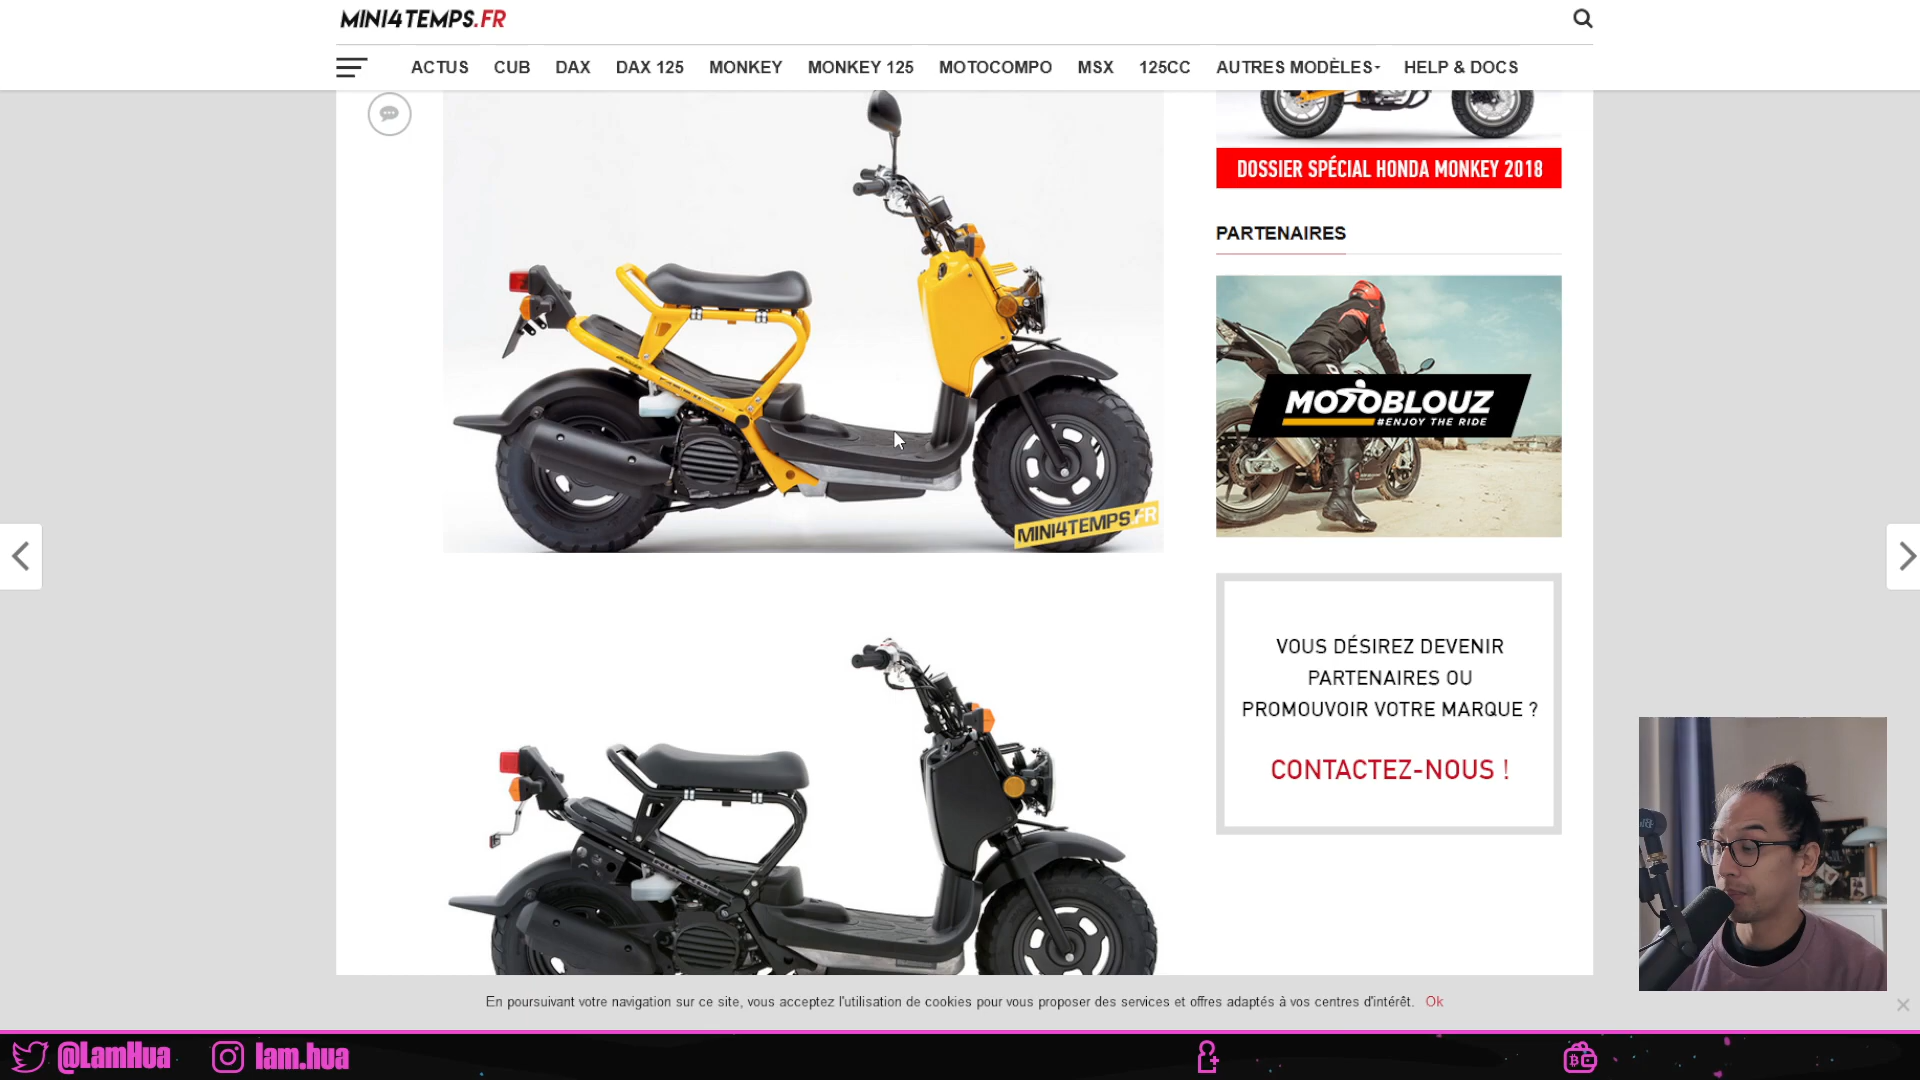 MINI4TEMPS.FR
ACTUS CUB DAX DAX 125 MONKEY MONKEY 125 MOTOCOMPO MSX 125CC AUTRES MODÈLES HELP & DOCS
DOSSIER SPÉCIAL HONDA MONKEY 2018
PARTENAIRES
MOTOBLOUZ
#ENJOY THE RIDE
MINI4TEMPS.FR
VOUS DÉSIREZ DEVENIR
PARTENAIRES OU
PROMOUVOIR VOTRE MARQUE ?
CONTACTEZ-NOUS !
En poursuivant votre navigation sur ce site, vous acceptez l'utilisation de cookies pour vous proposer des services et offres adaptés à vos centres d'intérêt. Ok
@LamHua lam.hua